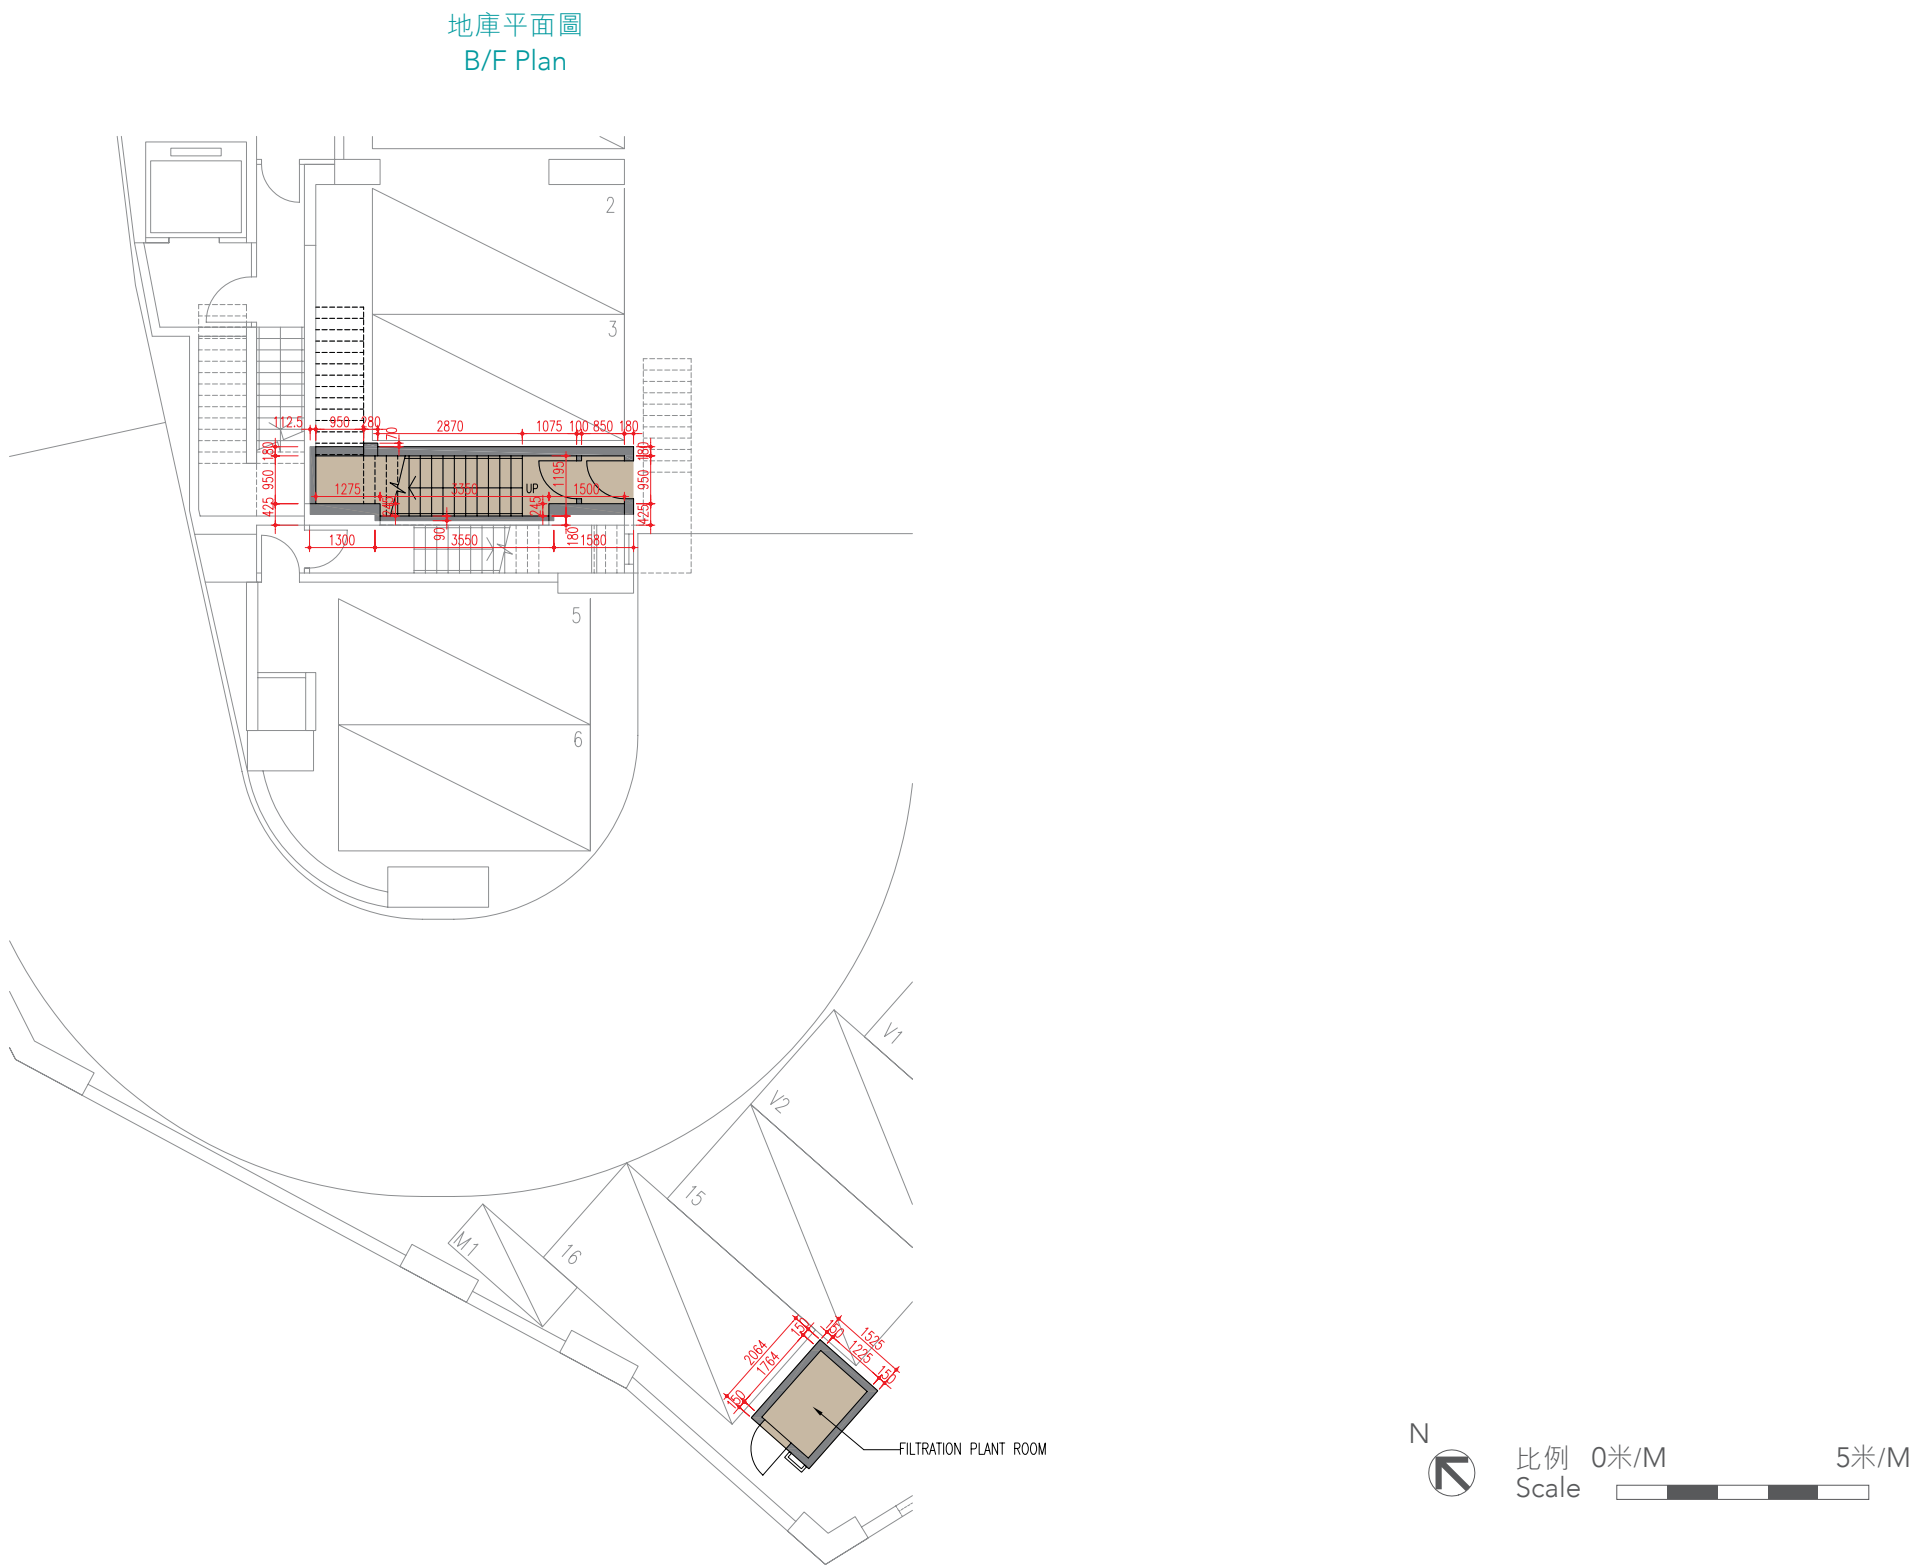 地庫平面圖
B/F Plan
2
3
112.5 950 280 2870 1075 100 850 180
70
180 950 425
1195
180 950 425
UP
1275 3350 1500
245 245
90 180
1300 3550 1580
5
6
V1
V2
15
16
M1
2064
1764
150
150
150
1525
1225
150
FILTRATION PLANT ROOM
N
比例 0米/M 5米/M
Scale